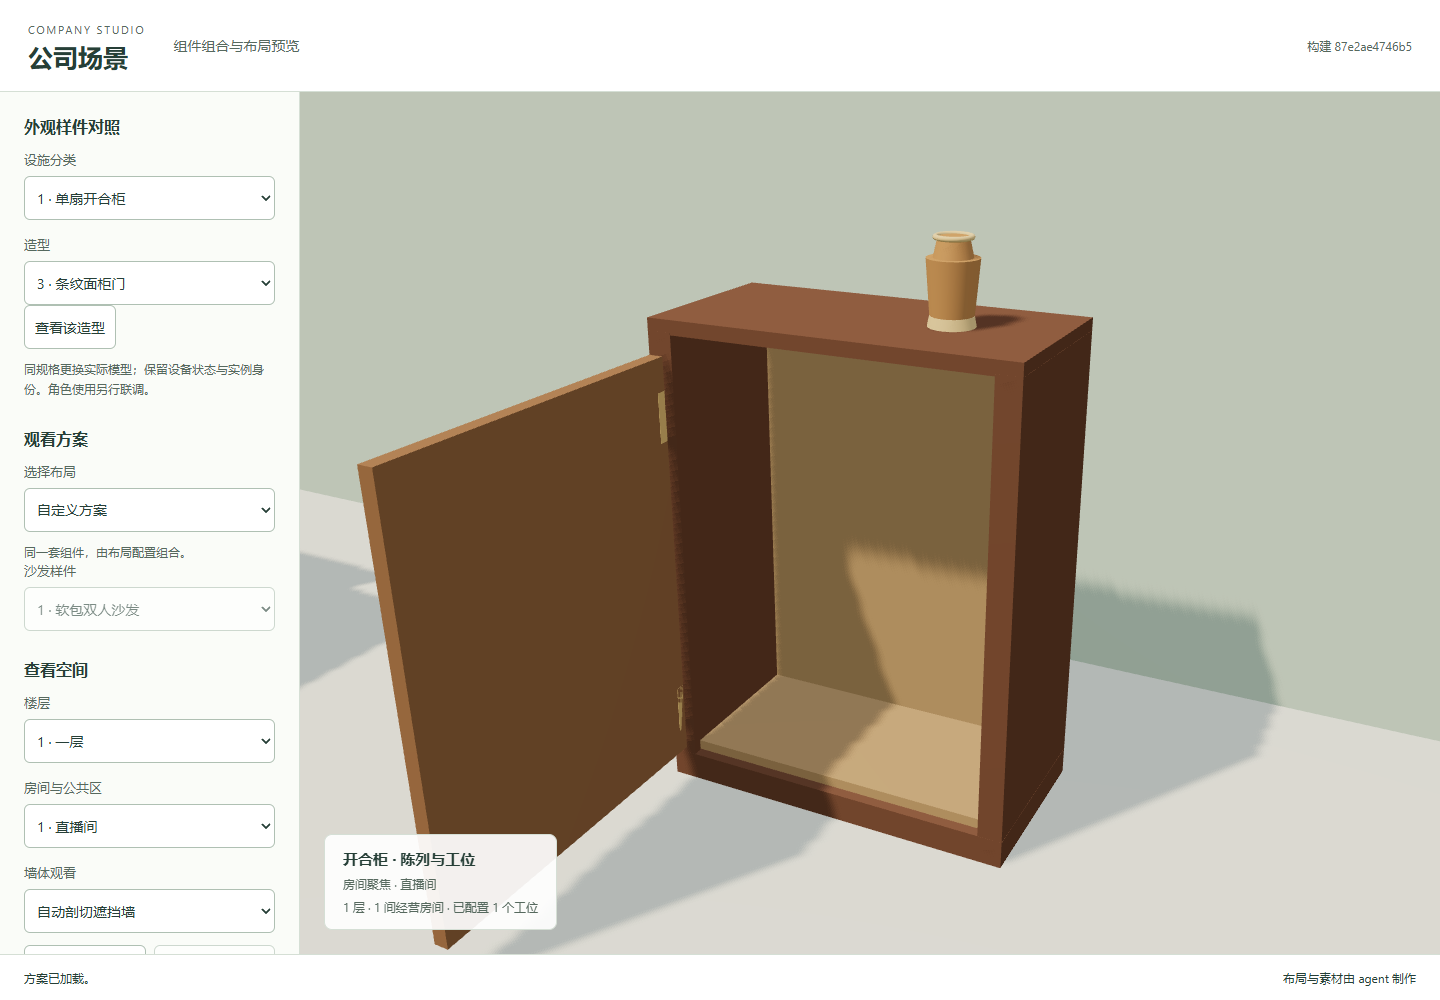 COMPANY STUDIO
公司场景
组件组合与布局预览
构建 87e2ae4746b5
外观样件对照
设施分类
1 · 单扇开合柜
造型
3 · 条纹面柜门
查看该造型
同规格更换实际模型；保留设备状态与实例身
份。角色使用另行联调。
观看方案
选择布局
自定义方案
同一套组件，由布局配置组合。
沙发样件
1 · 软包双人沙发
查看空间
楼层
1 · 一层
房间与公共区
1 · 直播间
墙体观看
自动剖切遮挡墙
开合柜 · 陈列与工位
房间聚焦 · 直播间
1 层 · 1 间经营房间 · 已配置 1 个工位
方案已加载。
布局与素材由 agent 制作